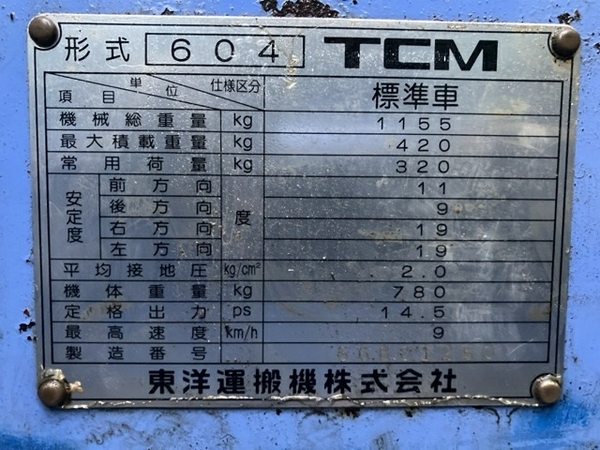 形式 604 TCM
項目 単位 仕様区分 標準車
機械総重量 kg 1155
最大積載重量 kg 420
常用荷重 kg 320
安定度 前方向 度 11
後方向 9
右方向 19
左方向 19
平均接地圧 kg/cm² 2.0
機体重量 kg 780
定格出力 ps 14.5
最高速度 km/h 9
製造番号
東洋運搬機株式会社